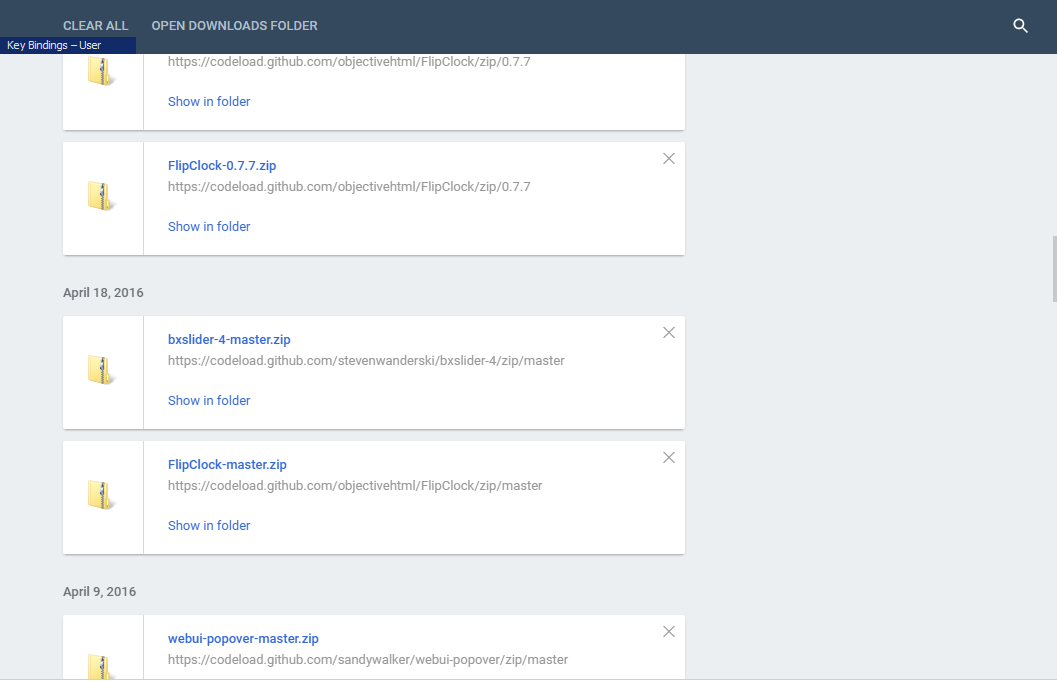 CLEAR ALL OPEN DOWNLOADS FOLDER
Key Bindings – User
https://codeload.github.com/objectivehtml/FlipClock/zip/0.7.7
Show in folder
FlipClock-0.7.7.zip
https://codeload.github.com/objectivehtml/FlipClock/zip/0.7.7
Show in folder
April 18, 2016
bxslider-4-master.zip
https://codeload.github.com/stevenwanderski/bxslider-4/zip/master
Show in folder
FlipClock-master.zip
https://codeload.github.com/objectivehtml/FlipClock/zip/master
Show in folder
April 9, 2016
webui-popover-master.zip
https://codeload.github.com/sandywalker/webui-popover/zip/master